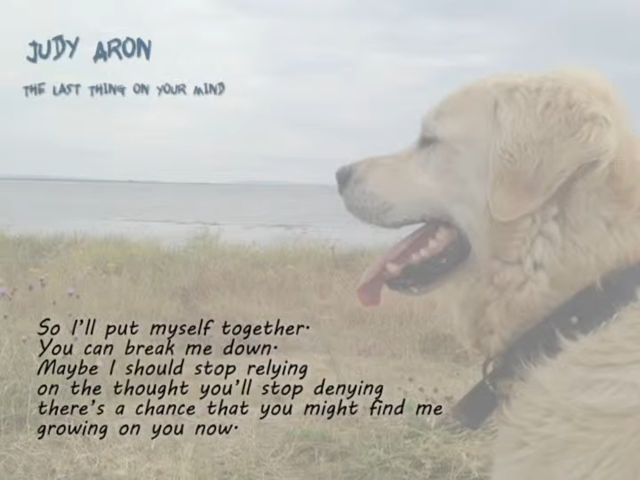 JUDY ARON
THE LAST THING ON YOUR MIND
So I'll put myself together.
You can break me down.
Maybe I should stop relying
on the thought you'll stop denying
there's a chance that you might find me
growing on you now.